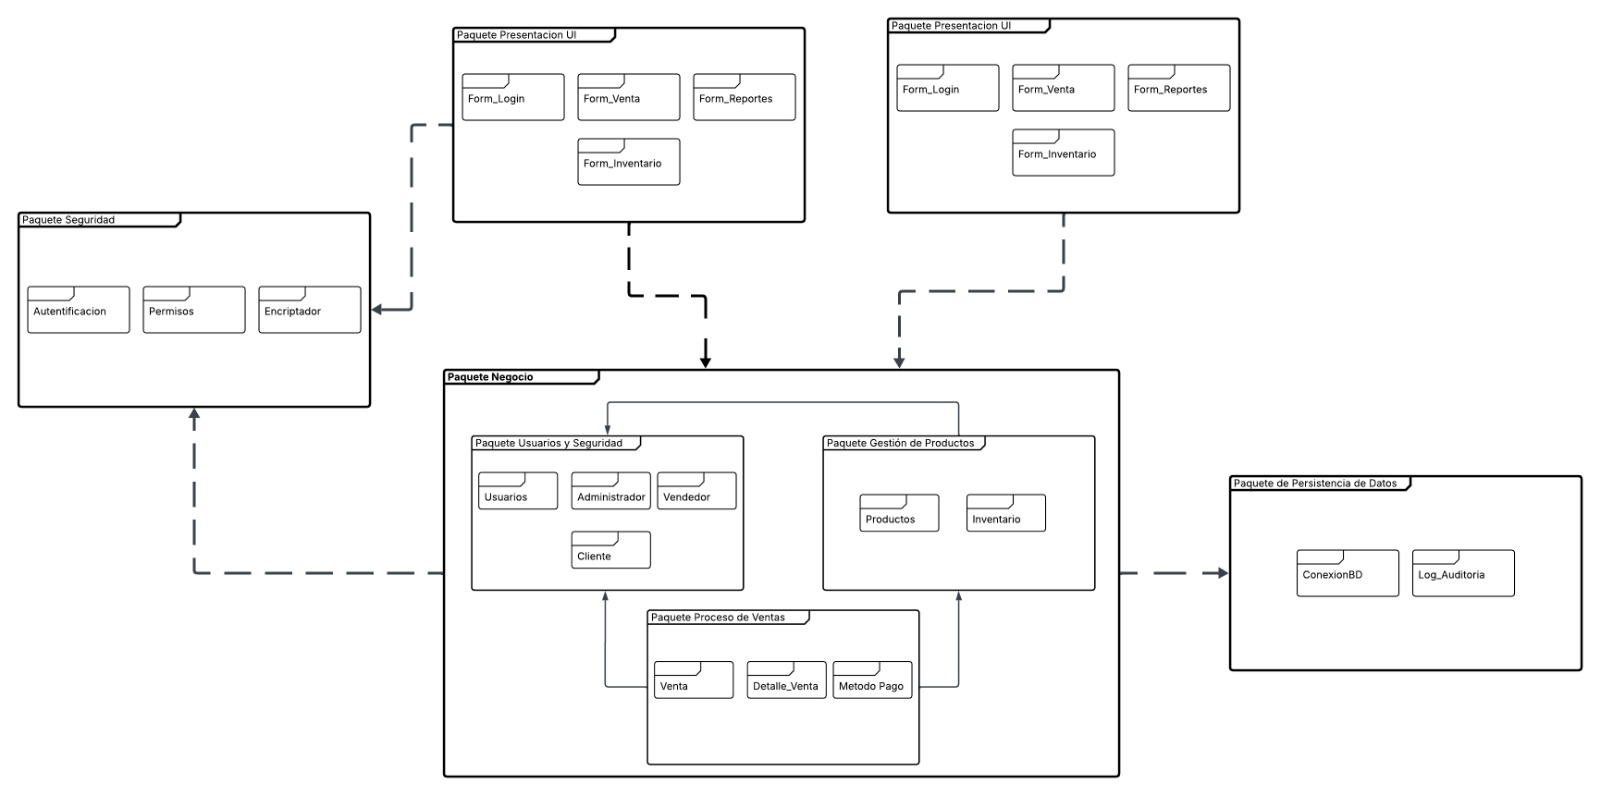 Paquete Presentacion UI
Form_Login
Form_Venta
Form_Reportes
Form_Inventario
Paquete Presentacion UI
Form_Login
Form_Venta
Form_Reportes
Form_Inventario
Paquete Seguridad
Autentificacion
Permisos
Encriptador
Paquete Negocio
Paquete Usuarios y Seguridad
Usuarios
Administrador
Vendedor
Cliente
Paquete Gestión de Productos
Productos
Inventario
Paquete Proceso de Ventas
Venta
Detalle_Venta
Metodo Pago
Paquete de Persistencia de Datos
ConexionBD
Log_Auditoria